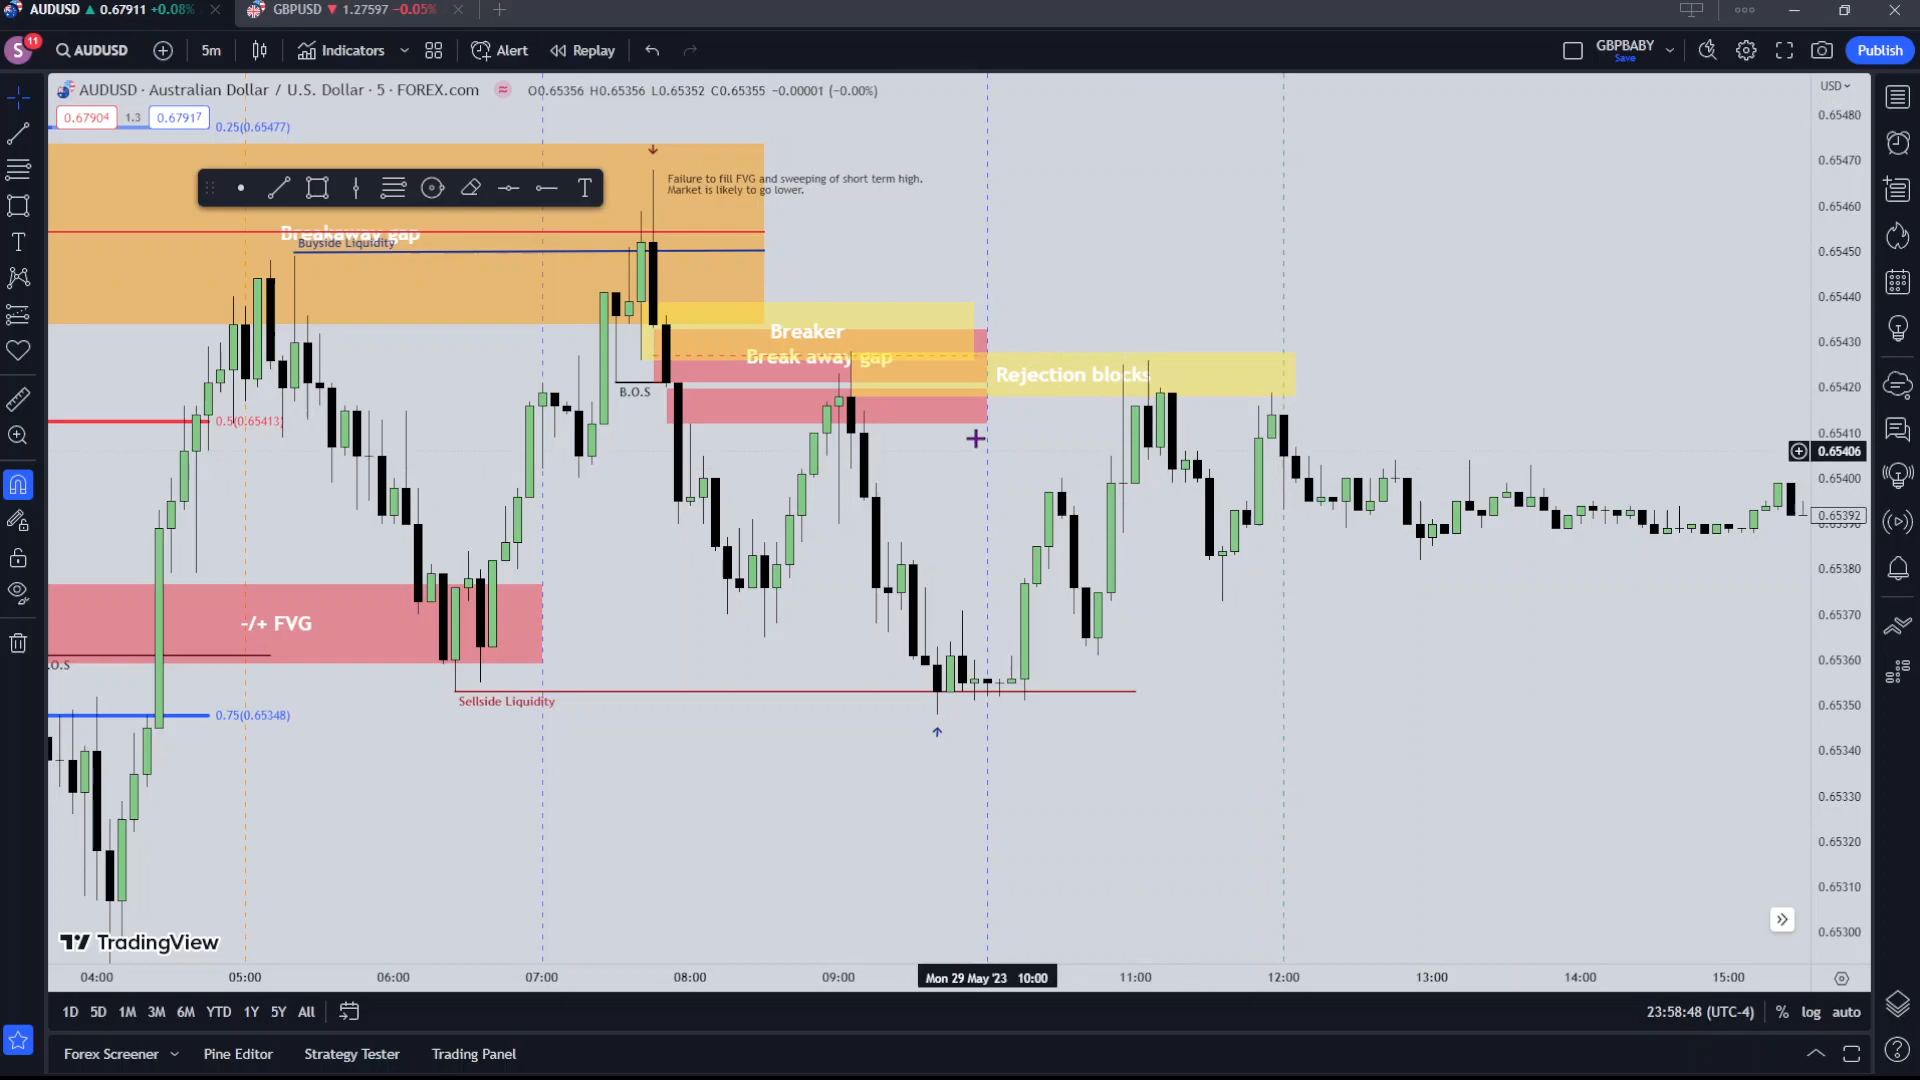 AUDUSD 0.67911 +0.08%
GBPUSD 1.27597 −0.05%
S 11
AUDUSD 5m Indicators Alert Replay
GBPBABY
Save
Publish
AUDUSD · Australian Dollar / U.S. Dollar · 5 · FOREX.com
O0.65356 H0.65356 L0.65352 C0.65355 −0.00001 (−0.00%)
0.67904 1.3 0.67917
0.25(0.65477)
Failure to fill FVG and sweeping of short term high.
Market is likely to go lower.
Breakaway gap
Buyside Liquidity
Breaker
Break away gap
Rejection blocks
B.O.S
0.5(0.65413)
-/+ FVG
.O.S
Sellside Liquidity
0.75(0.65348)
USD
0.65480
0.65470
0.65460
0.65450
0.65440
0.65430
0.65420
0.65410
0.65406
0.65400
0.65392
0.65390
0.65380
0.65370
0.65360
0.65350
0.65340
0.65330
0.65320
0.65310
0.65300
TradingView
04:00 05:00 06:00 07:00 08:00 09:00 Mon 29 May '23 10:00 11:00 12:00 13:00 14:00 15:00
1D 5D 1M 3M 6M YTD 1Y 5Y All
23:58:48 (UTC-4) % log auto
Forex Screener Pine Editor Strategy Tester Trading Panel